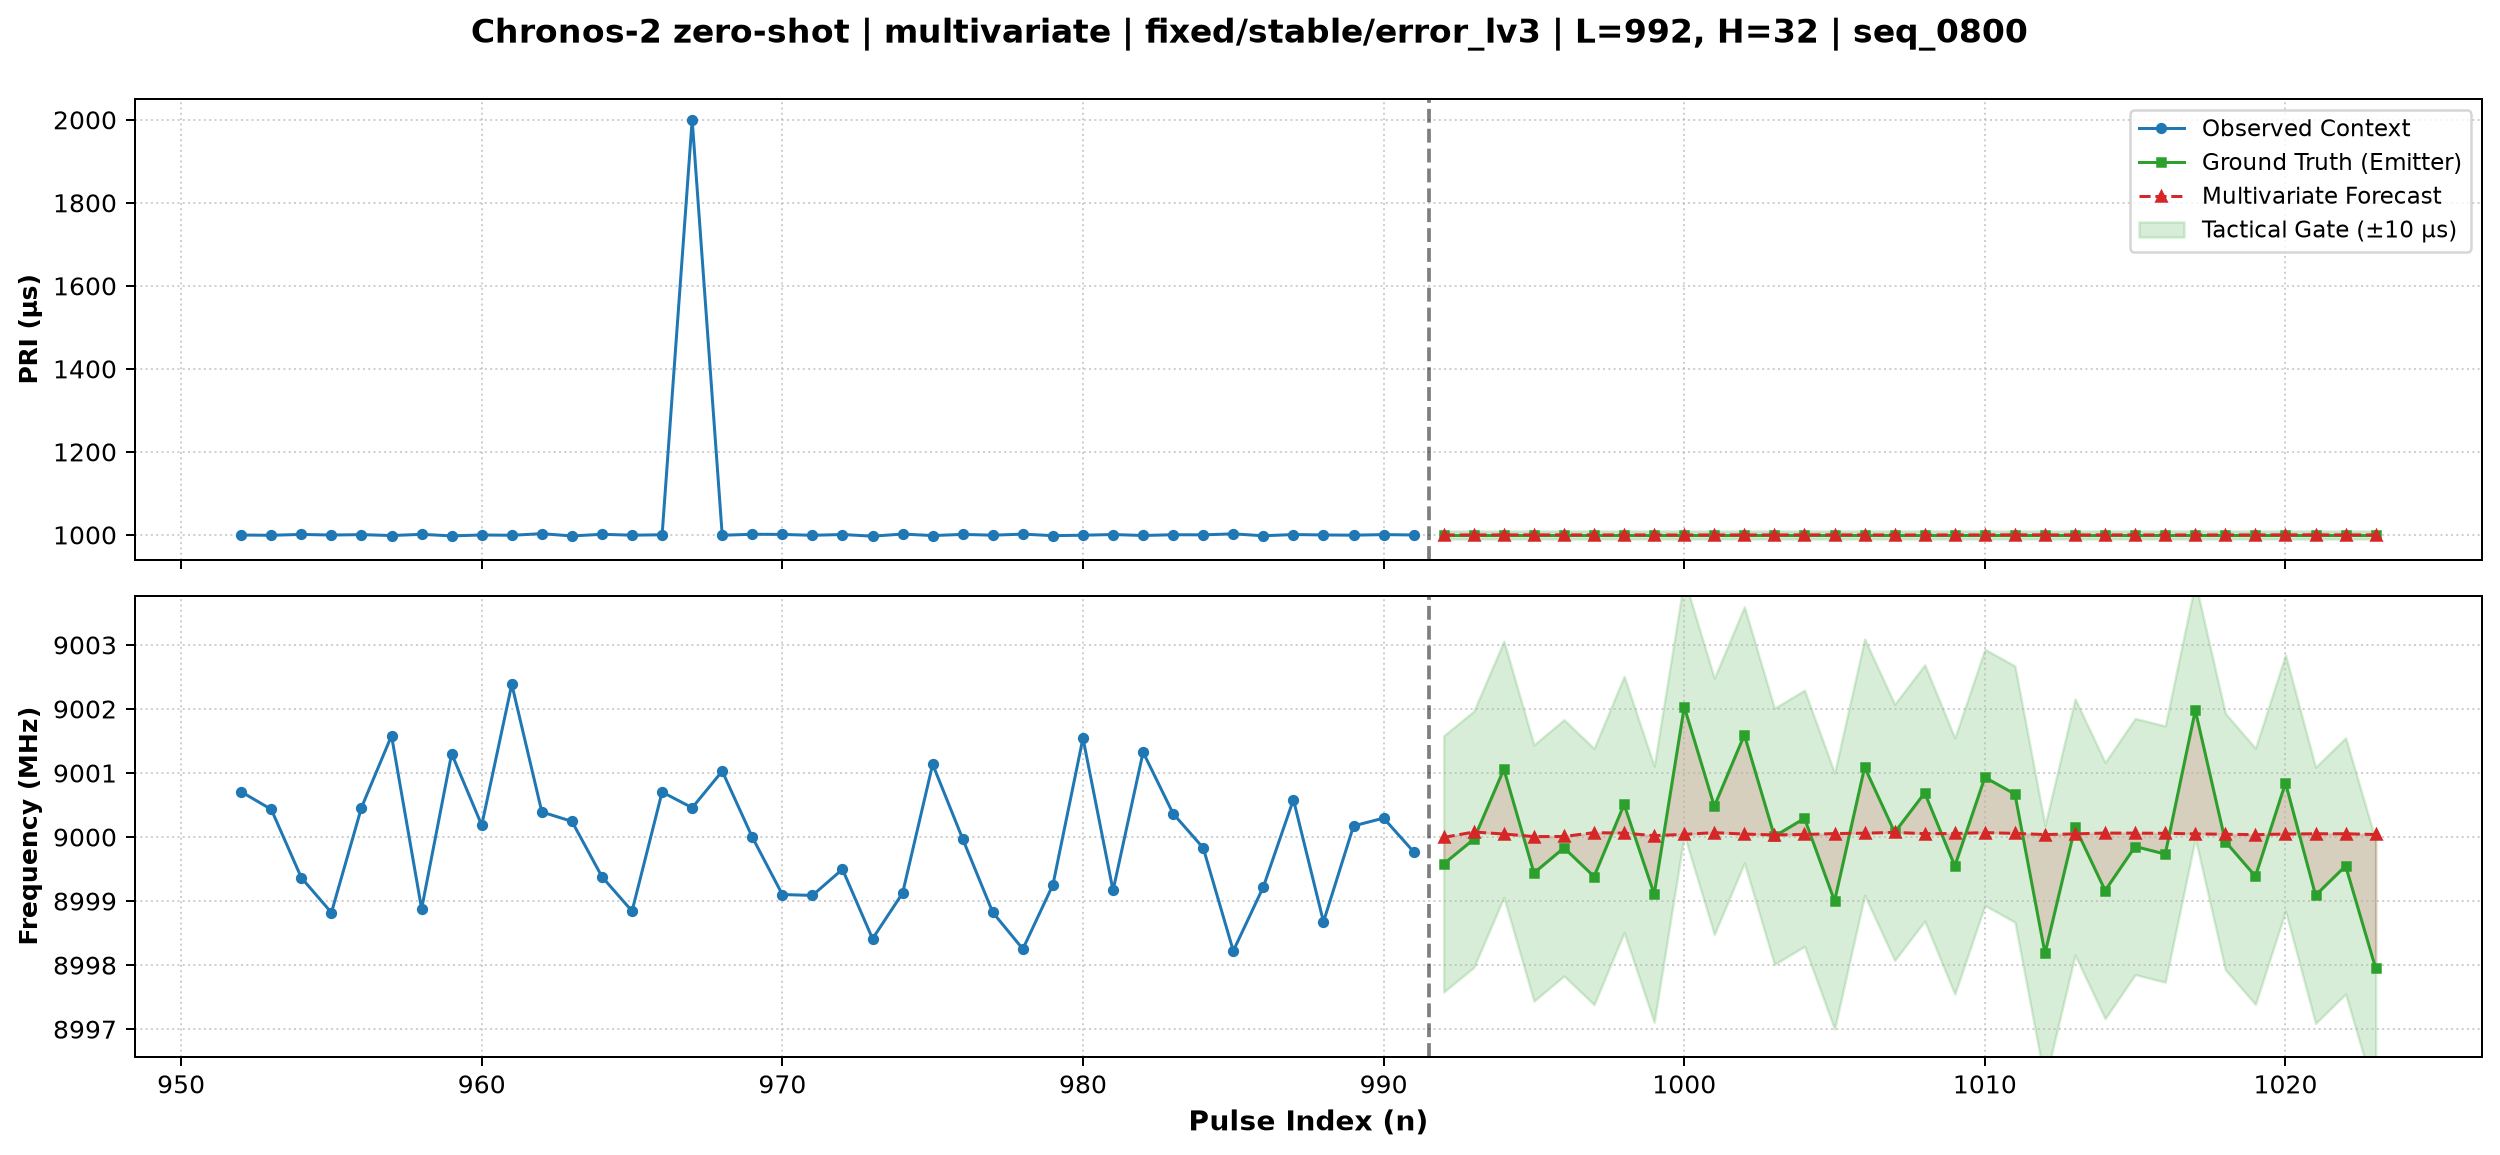 Chronos-2 zero-shot | multivariate | fixed/stable/error_lv3 | L=992, H=32 | seq_0800
2000
1800
1600
1400
1200
1000
PRI (µs)
Observed Context
Ground Truth (Emitter)
Multivariate Forecast
Tactical Gate (±10 µs)
9003
9002
9001
9000
8999
8998
8997
Frequency (MHz)
950 960 970 980 990 1000 1010 1020
Pulse Index (n)